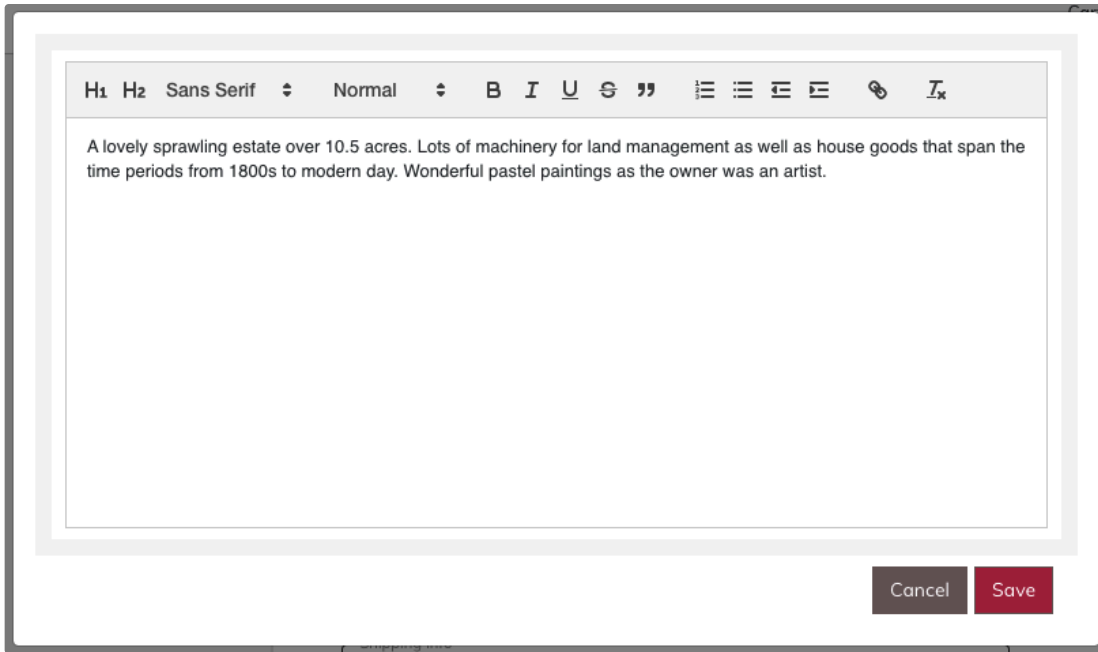 H1 H2 Sans Serif Normal B I U S " Tx
A lovely sprawling estate over 10.5 acres. Lots of machinery for land management as well as house goods that span the
time periods from 1800s to modern day. Wonderful pastel paintings as the owner was an artist.
Cancel Save